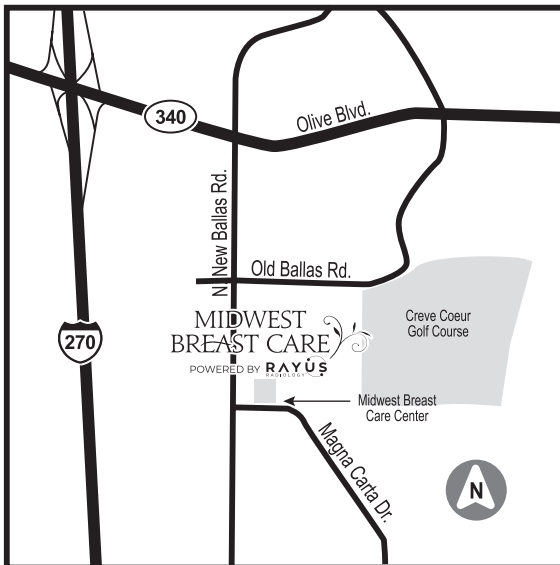 340
Olive Blvd.
N. New Ballas Rd.
Old Ballas Rd.
Creve Coeur
Golf Course
MIDWEST
BREAST CARE
POWERED BY RAYUS
RADIOLOGY
270
Midwest Breast
Care Center
Magna Carta Dr.
N